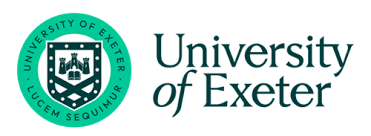 UNIVERSITY OF EXETER
LUCEM SEQUIMUR
University
of Exeter